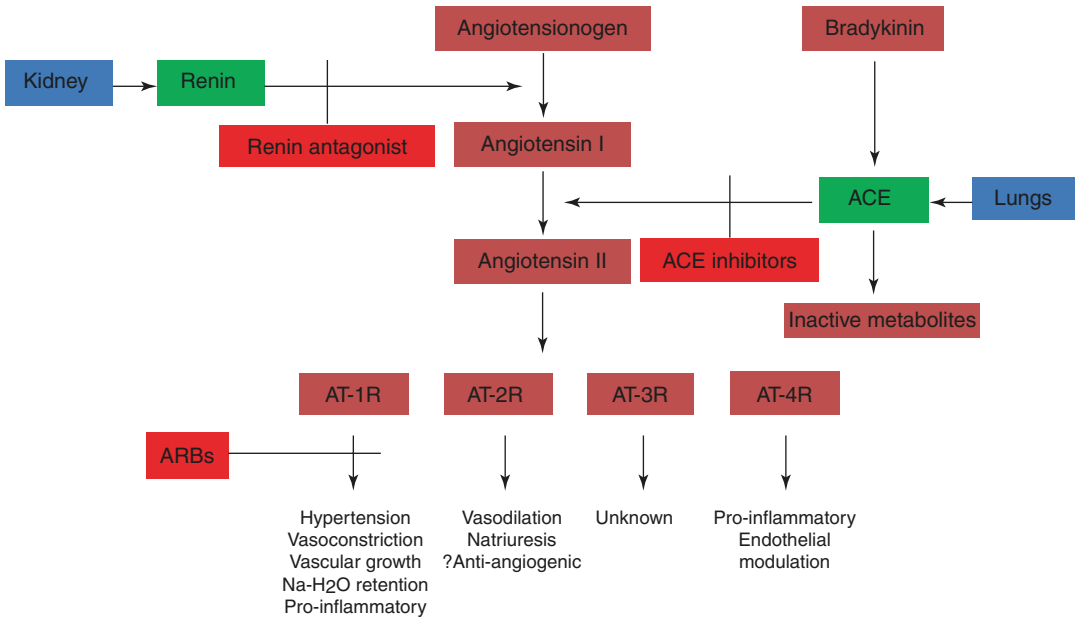 Angiotensionogen
Bradykinin
Kidney
Renin
Renin antagonist
Angiotensin I
ACE
Lungs
Angiotensin II
ACE inhibitors
Inactive metabolites
AT-1R
AT-2R
AT-3R
AT-4R
ARBs
Hypertension
Vasoconstriction
Vascular growth
Na-H2O retention
Pro-inflammatory
Vasodilation
Natriuresis
?Anti-angiogenic
Unknown
Pro-inflammatory
Endothelial
modulation